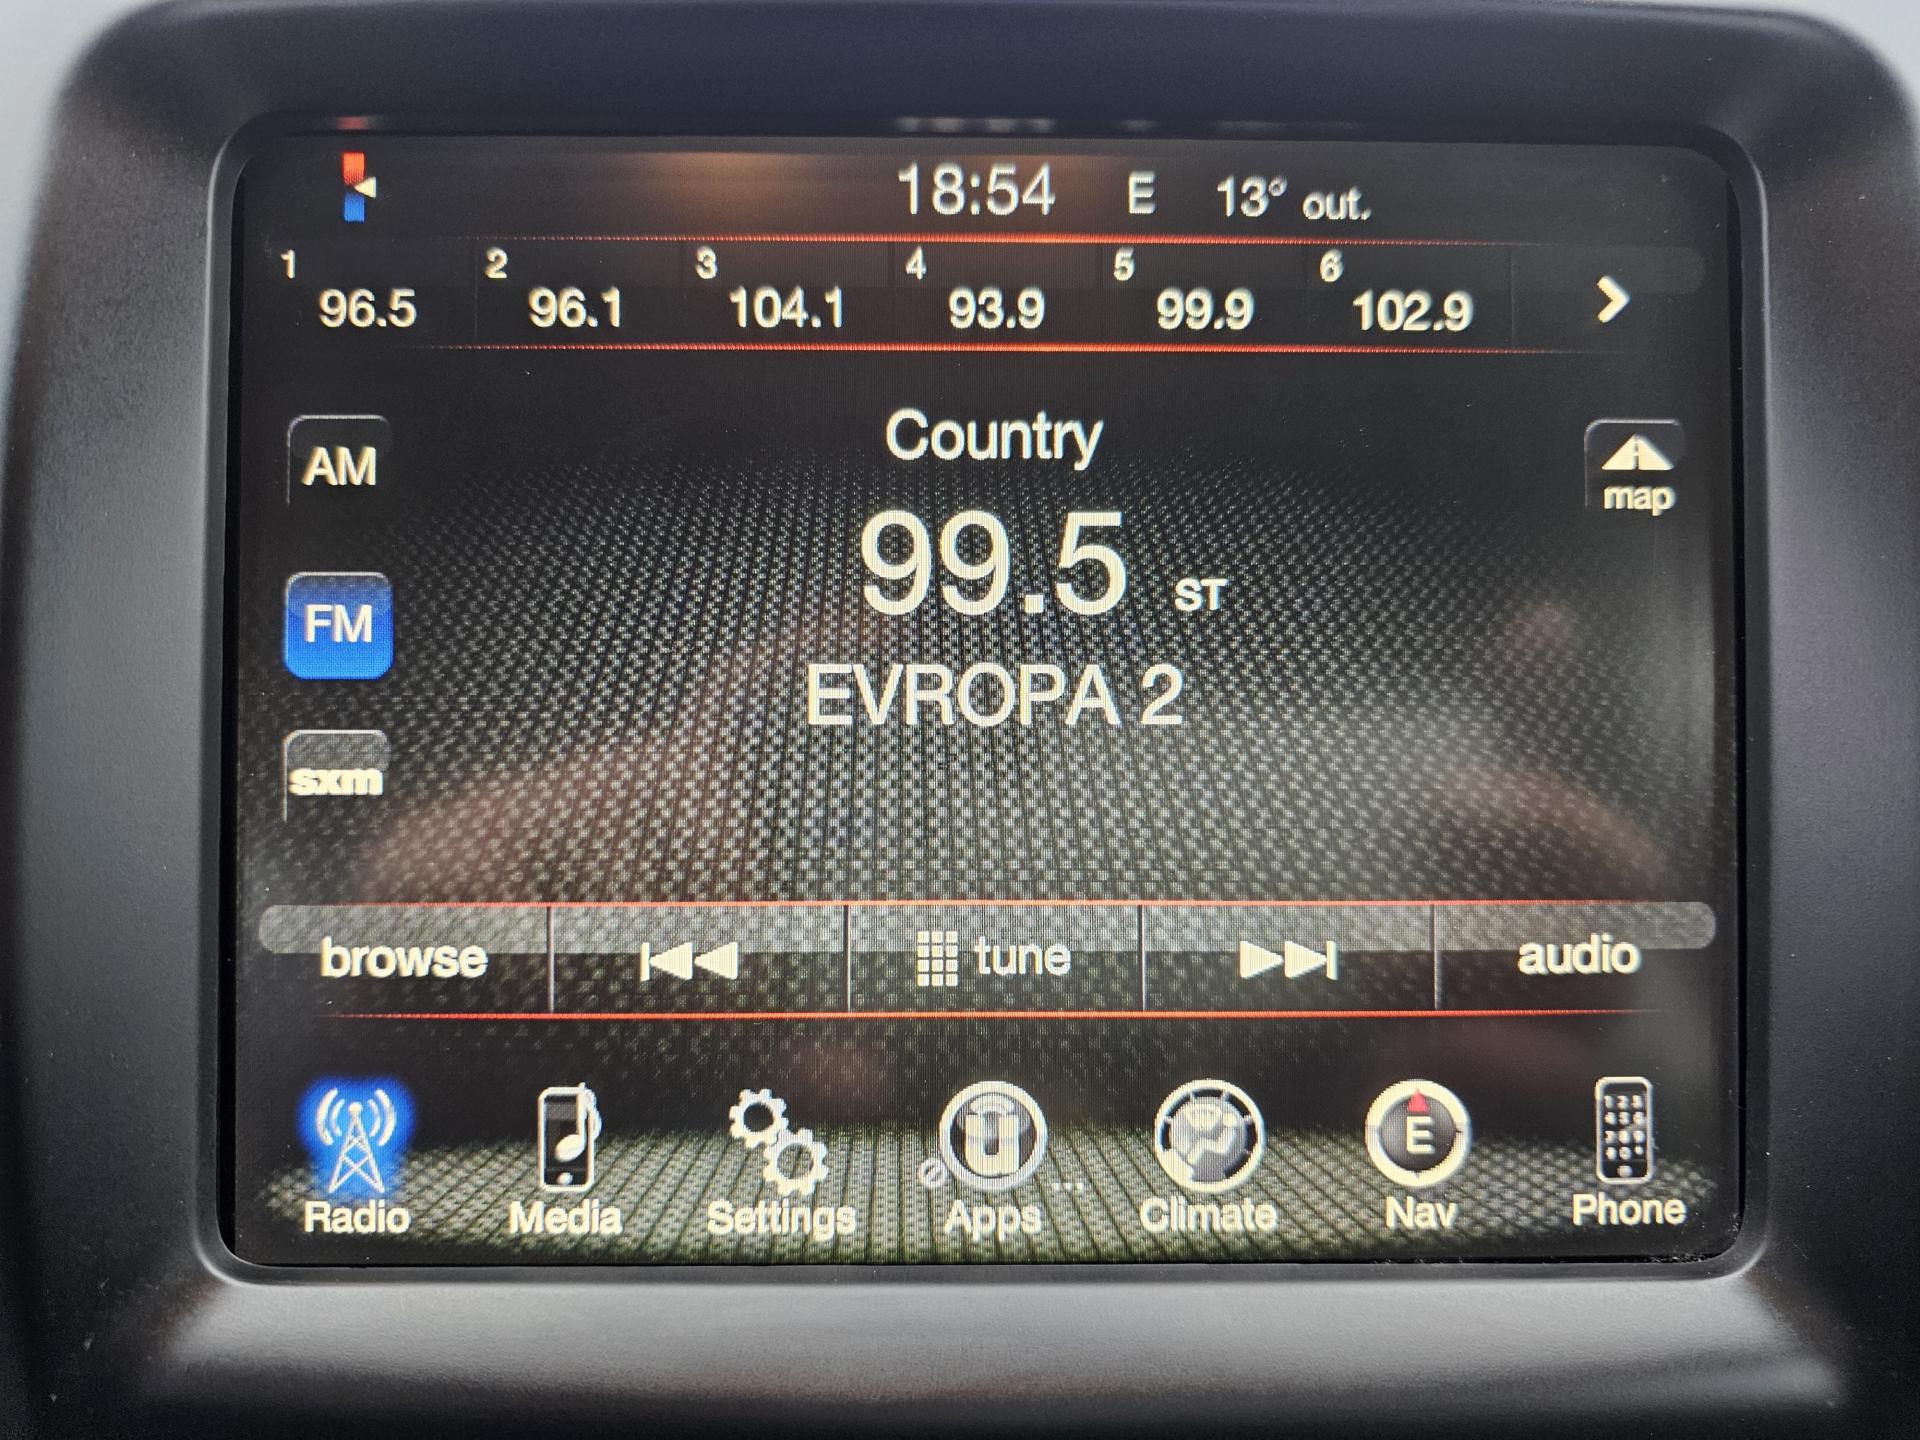 18:54 E 13° out.
1 2 3 4 5 6
96.5 96.1 104.1 93.9 99.9 102.9
Country
AM
map
99.5 ST
FM
EVROPA 2
sxm
browse tune audio
E
Radio Media Settings Apps Climate Nav Phone